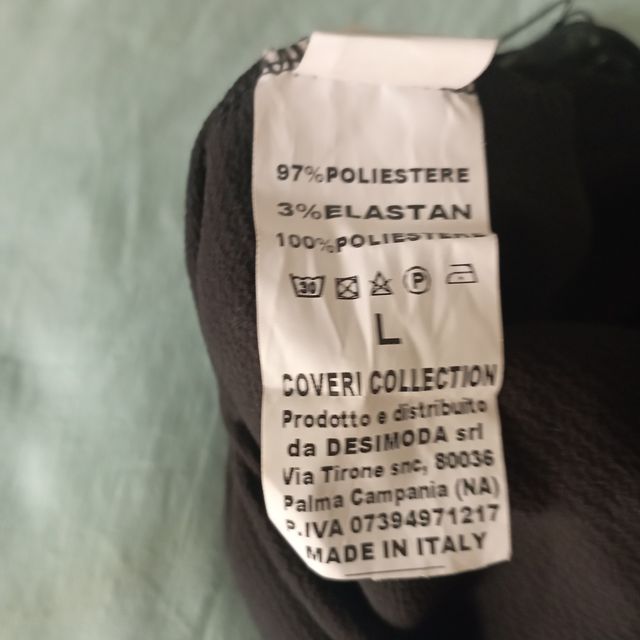 97%POLIESTERE
3%ELASTAN
100%POLIESTERE
30 P
L
COVERI COLLECTION
Prodotto e distribuito
da DESIMODA srl
Via Tirone snc, 80036
Palma Campania (NA)
P.IVA 07394971217
MADE IN ITALY